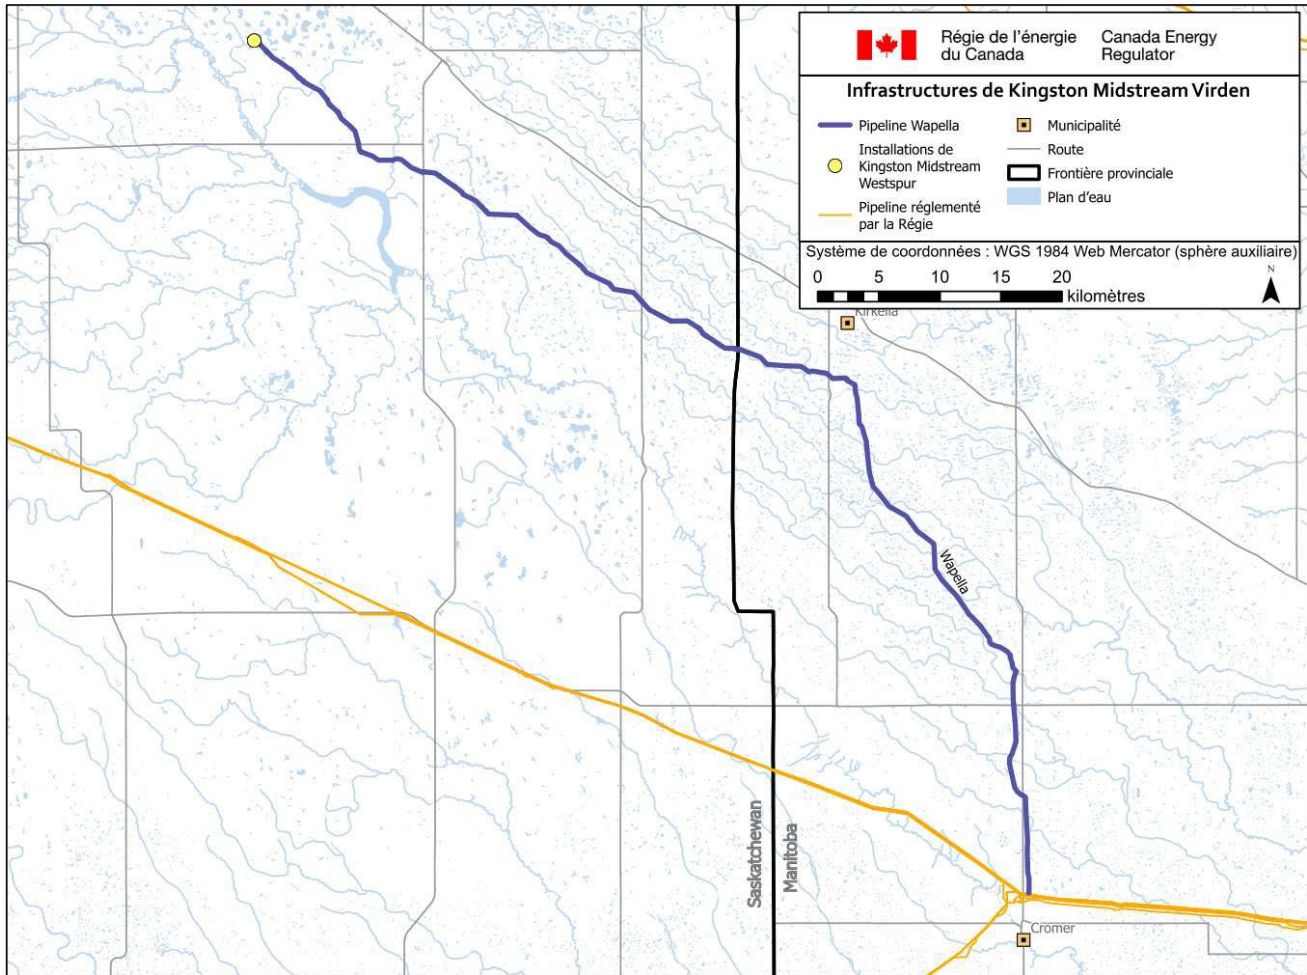 Régie de l'énergie
du Canada
Canada Energy
Regulator
Infrastructures de Kingston Midstream Virden
Pipeline Wapella
Installations de
Kingston Midstream
Westspur
Pipeline réglementé
par la Régie
Municipalité
Route
Frontière provinciale
Plan d'eau
Système de coordonnées : WGS 1984 Web Mercator (sphère auxiliaire)
0 5 10 15 20
kilomètres
N
Kirkella
Wapella
Saskatchewan
Manitoba
Cromer